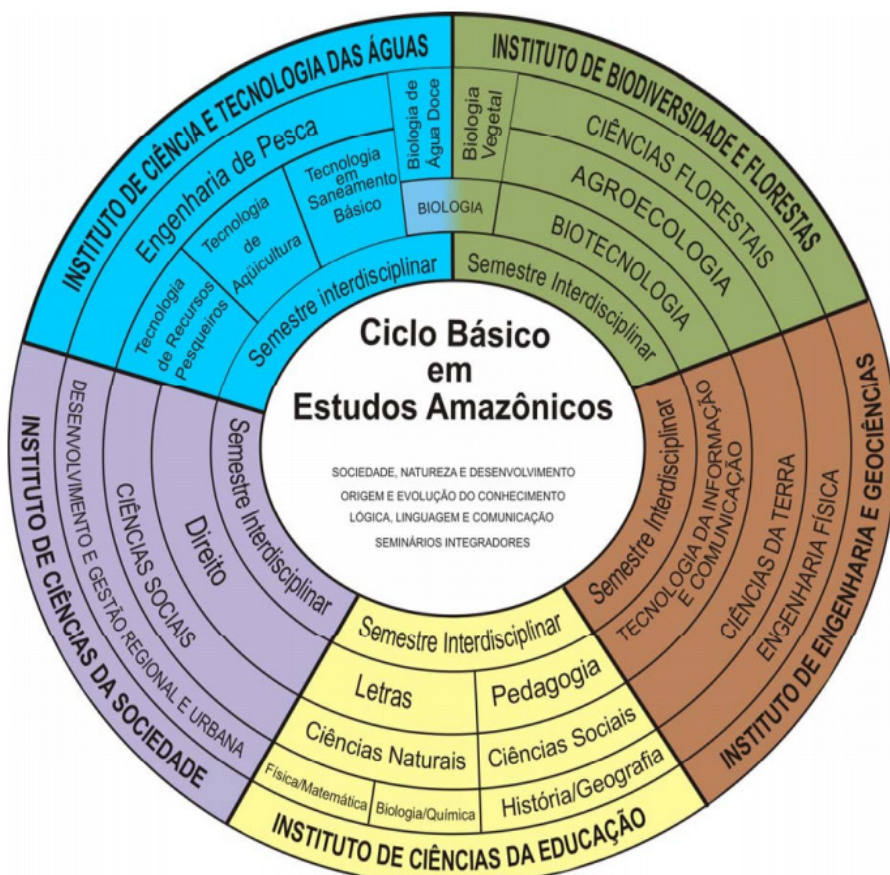 INSTITUTO DE CIÊNCIA E TECNOLOGIA DAS ÁGUAS
Engenharia de Pesca
Biologia de
Água Doce
Tecnologia
em
Saneamento
Básico
Tecnologia
de
Aqüicultura
Tecnologia
de Recursos
Pesqueiros
BIOLOGIA
Semestre interdisciplinar
INSTITUTO DE BIODIVERSIDADE E FLORESTAS
Biologia
Vegetal
CIÊNCIAS FLORESTAIS
AGROECOLOGIA
BIOTECNOLOGIA
Semestre Interdisciplinar
Ciclo Básico
em
Estudos Amazônicos
SOCIEDADE, NATUREZA E DESENVOLVIMENTO
ORIGEM E EVOLUÇÃO DO CONHECIMENTO
LÓGICA, LINGUAGEM E COMUNICAÇÃO
SEMINÁRIOS INTEGRADORES
INSTITUTO DE ENGENHARIA E GEOCIÊNCIAS
ENGENHARIA FÍSICA
CIÊNCIAS DA TERRA
TECNOLOGIA DA INFORMAÇÃO
E COMUNICAÇÃO
Semestre Interdisciplinar
Semestre Interdisciplinar
Letras
Pedagogia
Ciências Naturais
Ciências Sociais
Física/Matemática
Biologia/Química
História/Geografia
INSTITUTO DE CIÊNCIAS DA EDUCAÇÃO
INSTITUTO DE CIÊNCIAS DA SOCIEDADE
DESENVOLVIMENTO E GESTÃO REGIONAL E URBANA
CIÊNCIAS SOCIAIS
Direito
Semestre Interdisciplinar